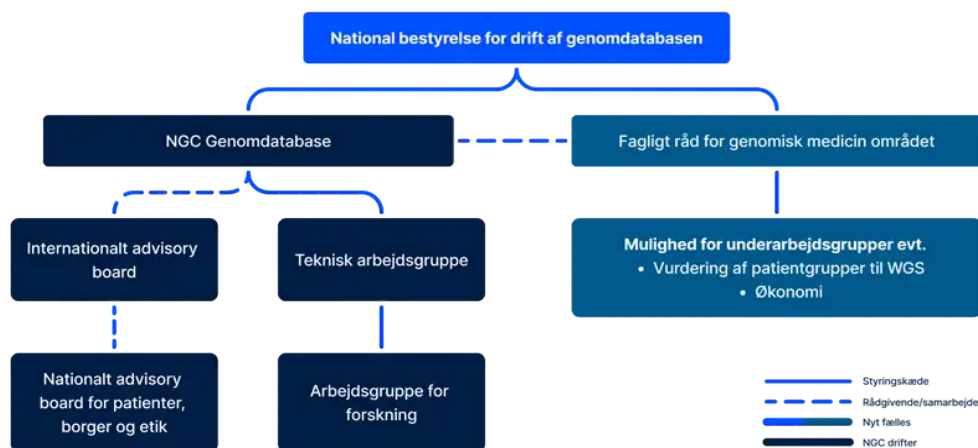 National bestyrelse for drift af genomdatabasen
NGC Genomdatabase
Fagligt råd for genomisk medicin området
Internationalt advisory
board
Teknisk arbejdsgruppe
Mulighed for underarbejdsgrupper evt.
• Vurdering af patientgrupper til WGS
• Økonomi
Nationalt advisory
board for patienter,
borger og etik
Arbejdsgruppe for
forskning
Styringskæde
Rådgivende/samarbejde
Nyt fælles
NGC drifter